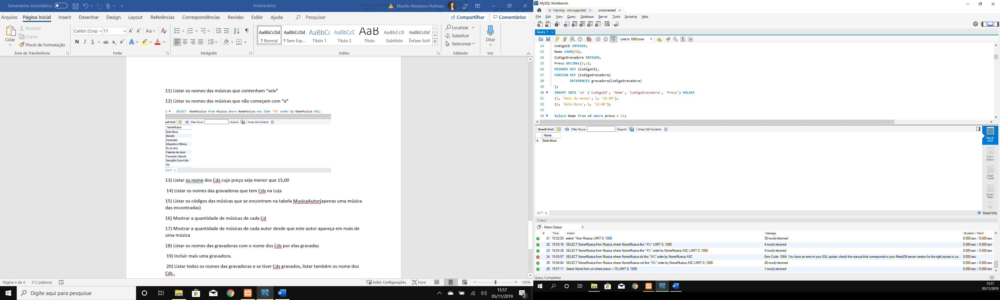 Salvamento Automático
musica.docx
Murillo Monteiro Pedroso
Arquivo Página Inicial Inserir Desenhar Design Layout Referências Correspondências Revisão Exibir Ajuda Pesquisar
Compartilhar Comentários
Colar
Recortar
Copiar
Pincel de Formatação
Área de Transferência
Calibri (Corp 11
Fonte
Parágrafo
AaBbCcDd AaBbCcDd AaBbC( AaBbCcE AaB AaBbCcD AaBbCcDd
¶ Normal ¶ Sem Esp... Título 1 Título 2 Título Subtítulo Ênfase Sutil
Estilos
Localizar
Substituir
Selecionar
Editando
Ditar
Voz
11) Listar os nomes das músicas que contenham “seis”
12) Listar os nomes das músicas que não começam com “a”
2 SELECT NomeMusica from Musica where NomeMusica not like "A%" order by NomeMusica ASC;
sult Grid Filter Rows: Export: Wrap Cell Content:
NomeMusica
Bate-Boca
Biscate
Dezesseis
Eduardo e Mônica
Eu te amo
Falando de Amor
Faroeste Caboclo
Geração Coca-Cola
Giz
sica 6
13) Listar os nome dos Cds cujo preço seja menor que 15,00
14) Listar os nomes das gravadoras que tem Cds na Loja
15) Listar os códigos das músicas que se encontram na tabela MusicaAutor(apenas uma música
das encontradas)
16) Mostrar a quantidade de músicas de cada Cd
17) Mostrar a quantidade de músicas de cada autor desde que este autor apareça em mais de
uma música
18) Listar os nomes das gravadoras com o nome dos Cds por elas gravadas
19) Incluir mais uma gravadora.
20) Listar todos os nomes das gravadoras e se tiver Cds gravados, listar também os nome dos
Cds .
Página 4 de 4 312 palavras
Exibir Configurações Foco 100%
Digite aqui para pesquisar
15:57
05/11/2019
2
MySQL Workbench
d - Warning - not supported unconnected
File Edit View Query Database Server Tools Scripting Help
Query 1
Limit to 1000 rows
22 CodigoCD INTEGER,
23 Nome CHAR(50),
24 CodigoGravadora INTEGER,
25 Preco DECIMAL(5,2),
26 PRIMARY KEY (CodigoCd),
27 FOREIGN KEY (CodigoGravadora)
28 REFERENCES gravadora(CodigoGravadora)
29 );
30 INSERT INTO `cd` (`CodigoCD`, `Nome`, `CodigoGravadora`, `Preco`) VALUES
31 (1, 'Mais do mesmo', 2, '15.00'),
32 (2, 'Bate-Boca', 1, '12.00');
33
34 Select Nome from cd where preco < 15;
Result Grid Filter Rows: Export: Wrap Cell Content:
Nome
Bate-Boca
Result Grid
Form Editor
Field Types
Query Stats
cd 7
Read Only
Output
Action Output
# Time Action Message Duration / Fetch
21 15:52:53 select * from Musica LIMIT 0, 1000 30 row(s) returned 0.000 sec / 0.000 sec
22 15:53:18 SELECT NomeMusica from Musica where NomeMusica like "A%" LIMIT 0, 1000 4 row(s) returned 0.000 sec / 0.000 sec
23 15:53:38 SELECT NomeMusica from Musica where NomeMusica like "A%" order by NomeMusica ASC LIMIT 0, 1000 4 row(s) returned 0.000 sec / 0.000 sec
24 15:53:57 SELECT NomeMusica from Musica where NomeMusica do like "A%" order by NomeMusica ASC Error Code: 1064. You have an error in your SQL syntax; check the manual that corresponds to your MariaDB server version for the right syntax to us... 0.000 sec
25 15:54:04 SELECT NomeMusica from Musica where NomeMusica not like "A%" order by NomeMusica ASC LIMIT 0, 1000 26 row(s) returned 0.000 sec / 0.000 sec
26 15:57:11 Select Nome from cd where preco < 15 LIMIT 0, 1000 1 row(s) returned 0.000 sec / 0.000 sec
Query Completed
15:57
05/11/2019